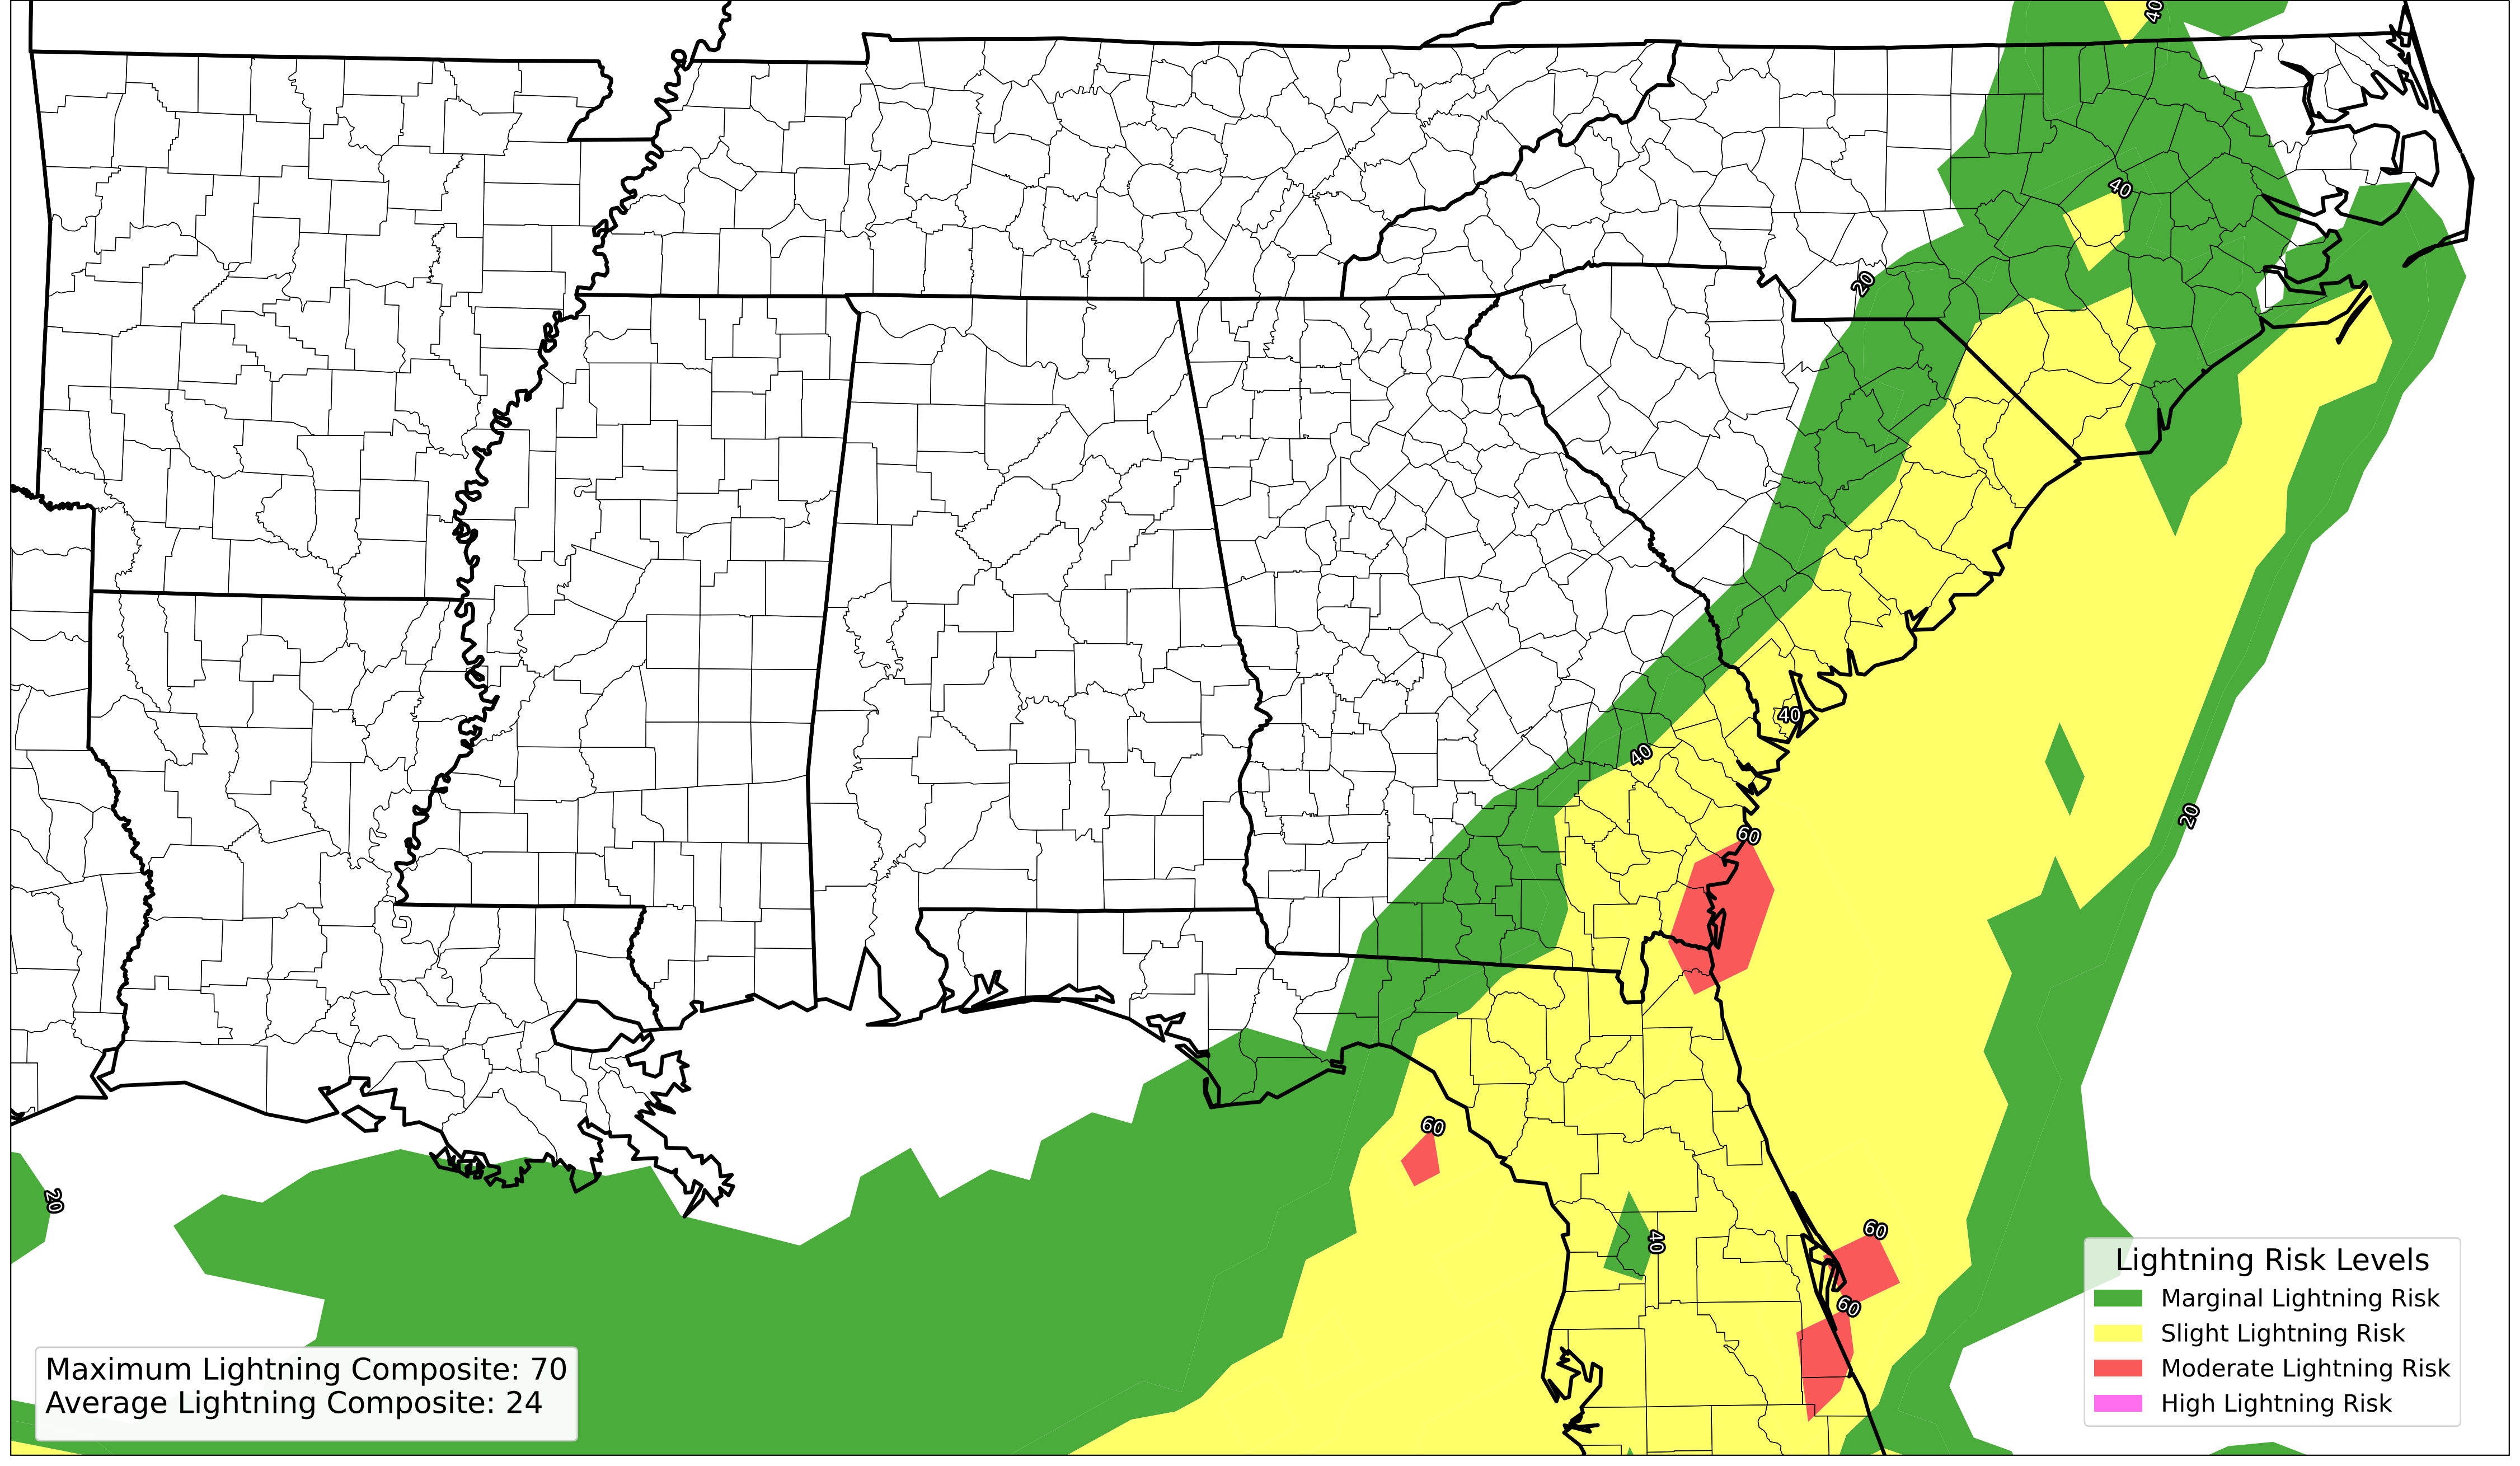 40
40
20
40
40
60
20
60
20
40
60
60
Lightning Risk Levels
Marginal Lightning Risk
Slight Lightning Risk
Moderate Lightning Risk
High Lightning Risk
Maximum Lightning Composite: 70
Average Lightning Composite: 24